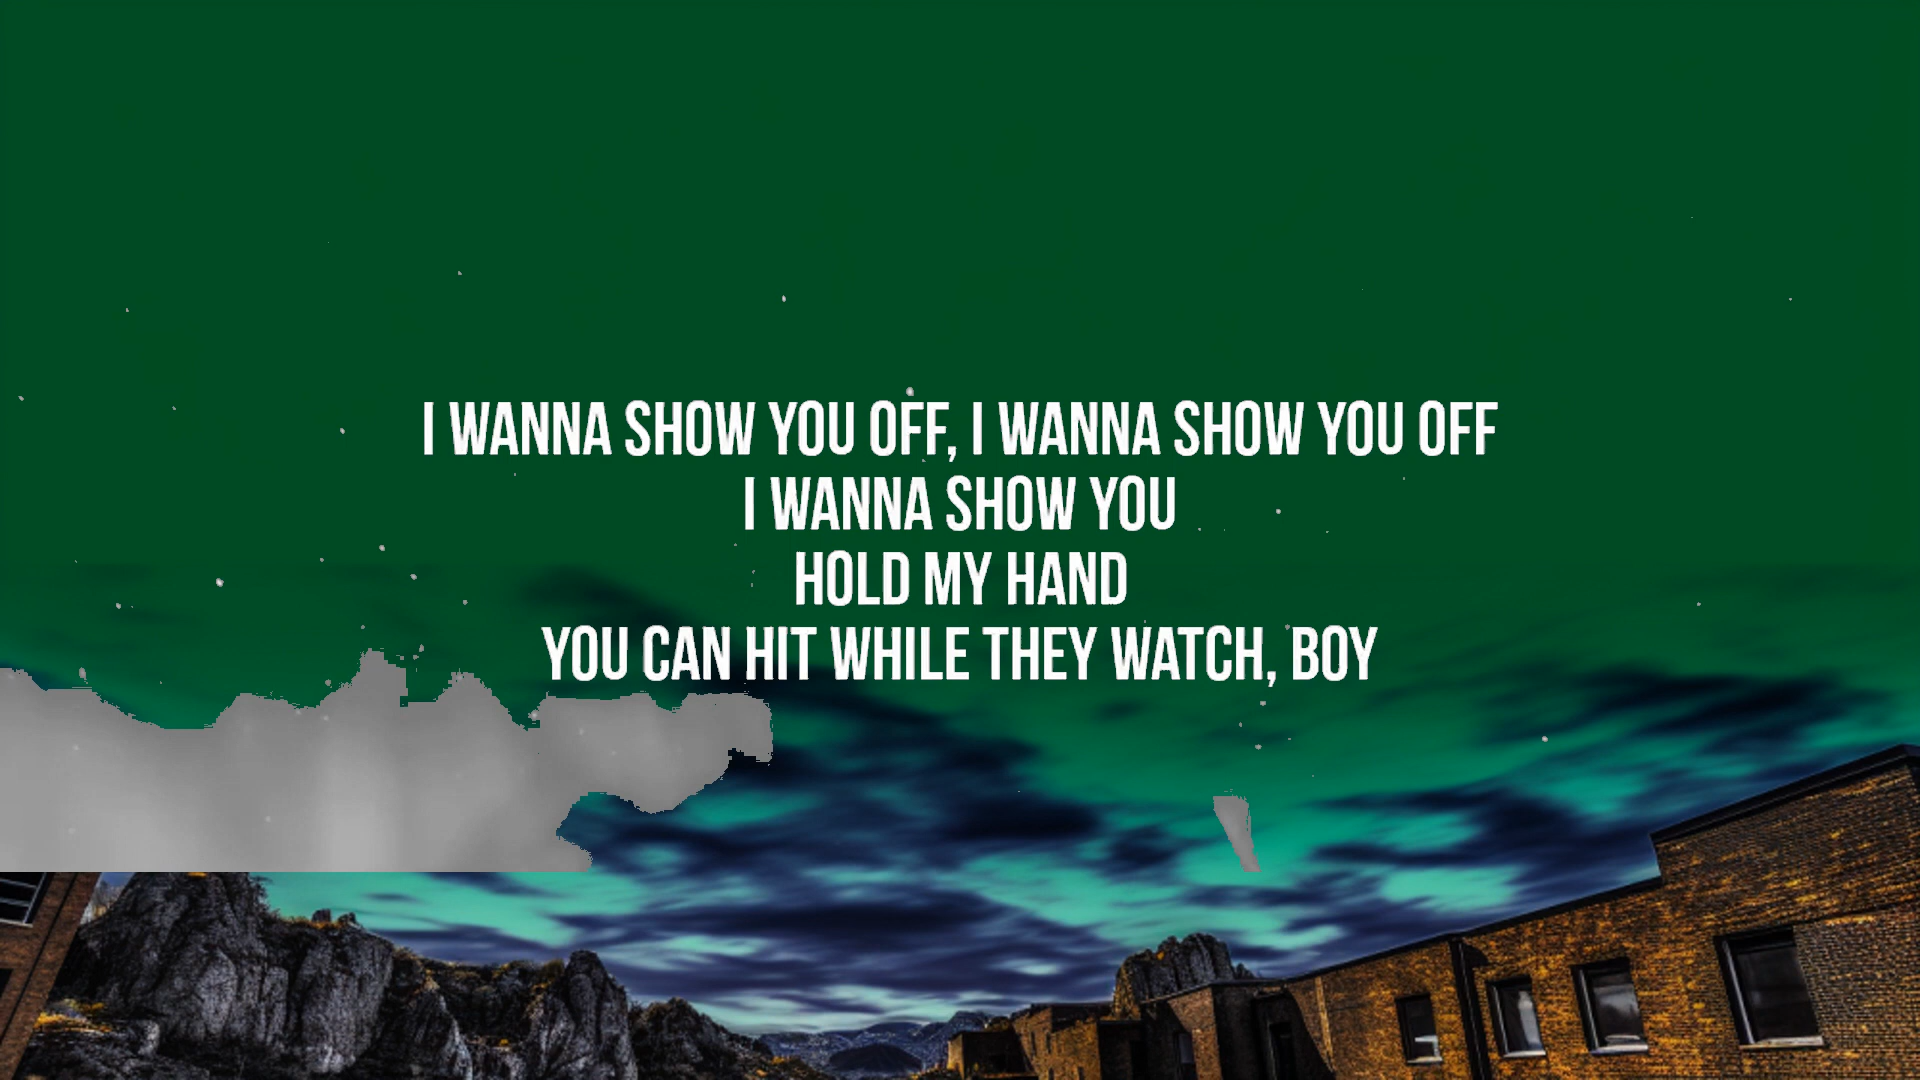 I WANNA SHOW YOU OFF, I WANNA SHOW YOU OFF
I WANNA SHOW YOU
HOLD MY HAND
YOU CAN HIT WHILE THEY WATCH, BOY